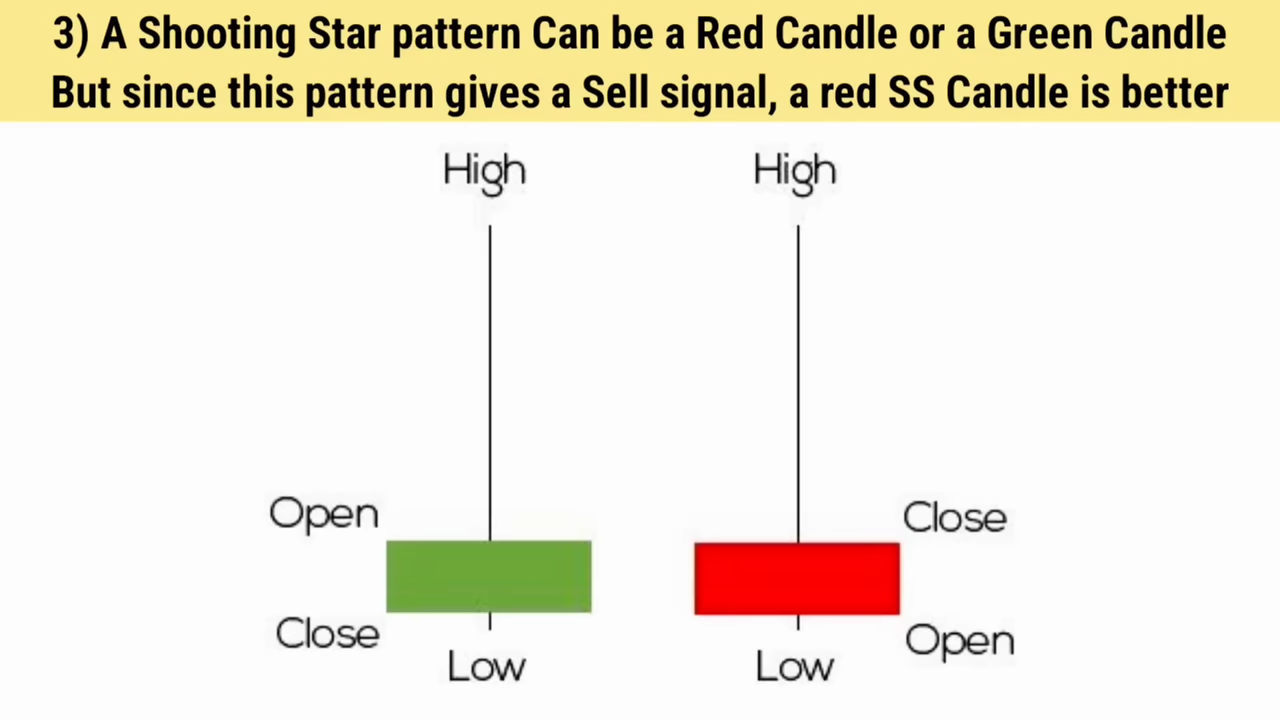 3) A Shooting Star pattern Can be a Red Candle or a Green Candle
But since this pattern gives a Sell signal, a red SS Candle is better
High
High
Open
Close
Close
Open
Low
Low